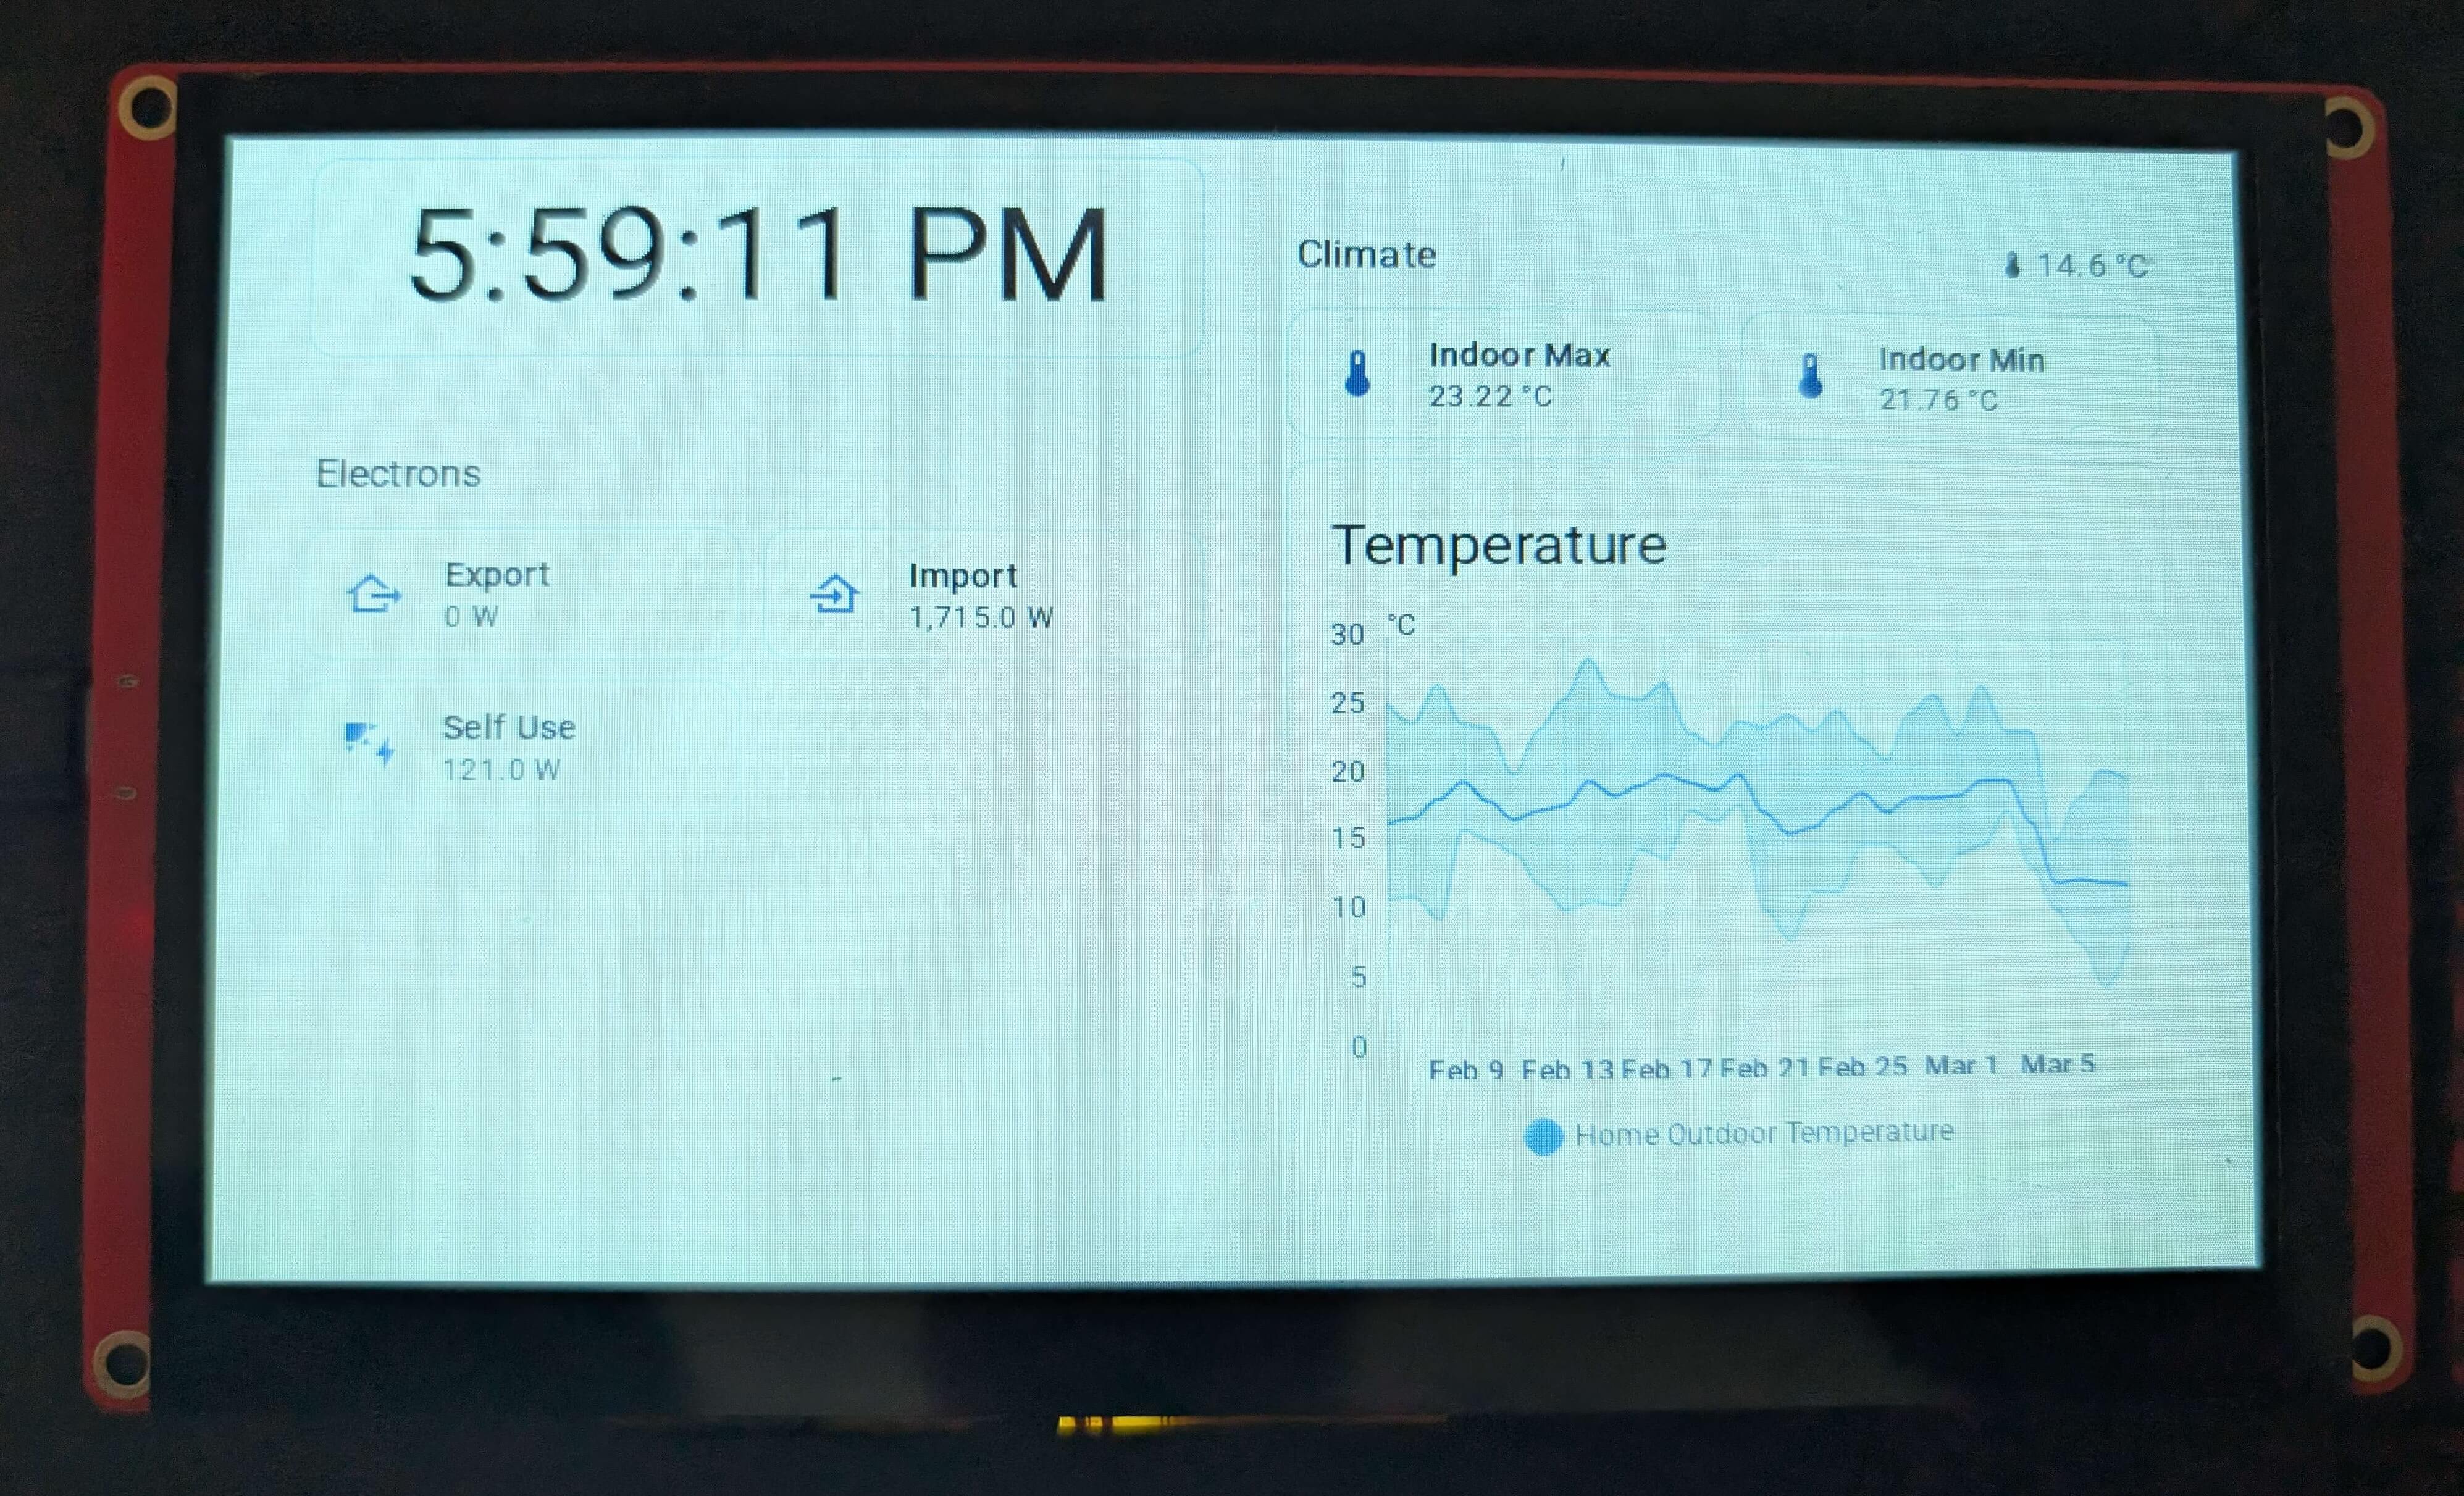 5:59:11 PM
Electrons
Export
0 W
Import
1,715.0 W
Self Use
121.0 W
Climate
14.6 °C
Indoor Max
23.22 °C
Indoor Min
21.76 °C
Temperature
°C
30
25
20
15
10
5
0
Feb 9 Feb 13 Feb 17 Feb 21 Feb 25 Mar 1 Mar 5
Home Outdoor Temperature